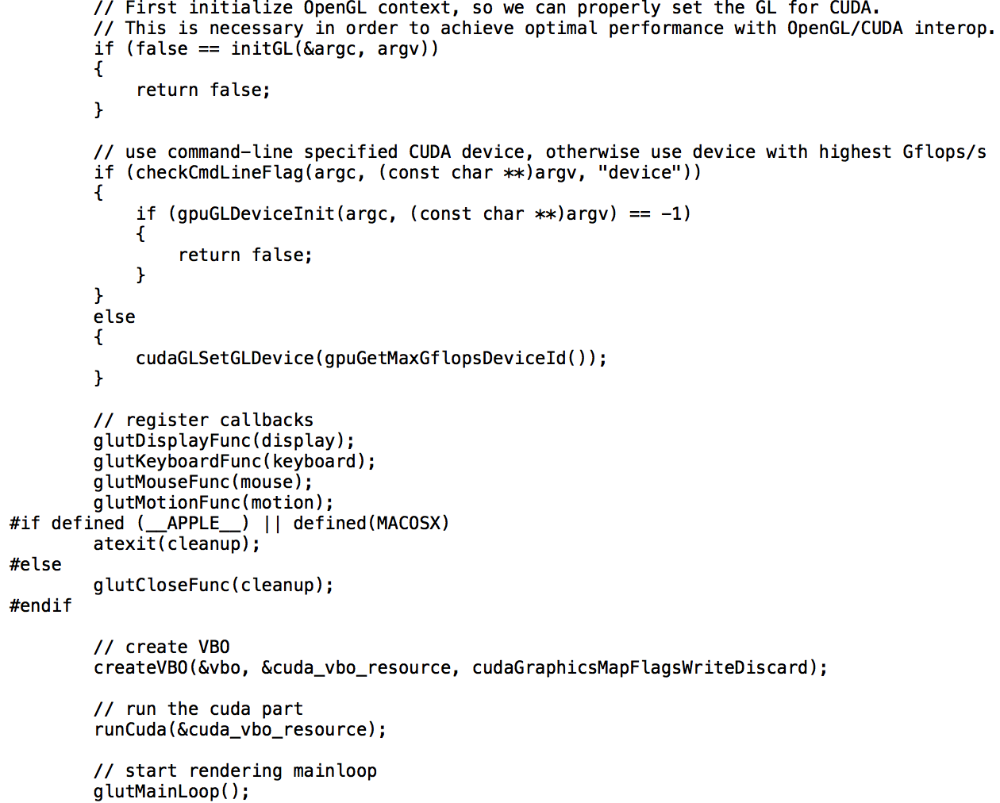 // First initialize OpenGL context, so we can properly set the GL for CUDA.
        // This is necessary in order to achieve optimal performance with OpenGL/CUDA interop.
        if (false == initGL(&argc, argv))
        {
            return false;
        }

        // use command-line specified CUDA device, otherwise use device with highest Gflops/s
        if (checkCmdLineFlag(argc, (const char **)argv, "device"))
        {
            if (gpuGLDeviceInit(argc, (const char **)argv) == -1)
            {
                return false;
            }
        }
        else
        {
            cudaGLSetGLDevice(gpuGetMaxGflopsDeviceId());
        }

        // register callbacks
        glutDisplayFunc(display);
        glutKeyboardFunc(keyboard);
        glutMouseFunc(mouse);
        glutMotionFunc(motion);
#if defined (__APPLE__) || defined(MACOSX)
        atexit(cleanup);
#else
        glutCloseFunc(cleanup);
#endif

        // create VBO
        createVBO(&vbo, &cuda_vbo_resource, cudaGraphicsMapFlagsWriteDiscard);

        // run the cuda part
        runCuda(&cuda_vbo_resource);

        // start rendering mainloop
        glutMainLoop();